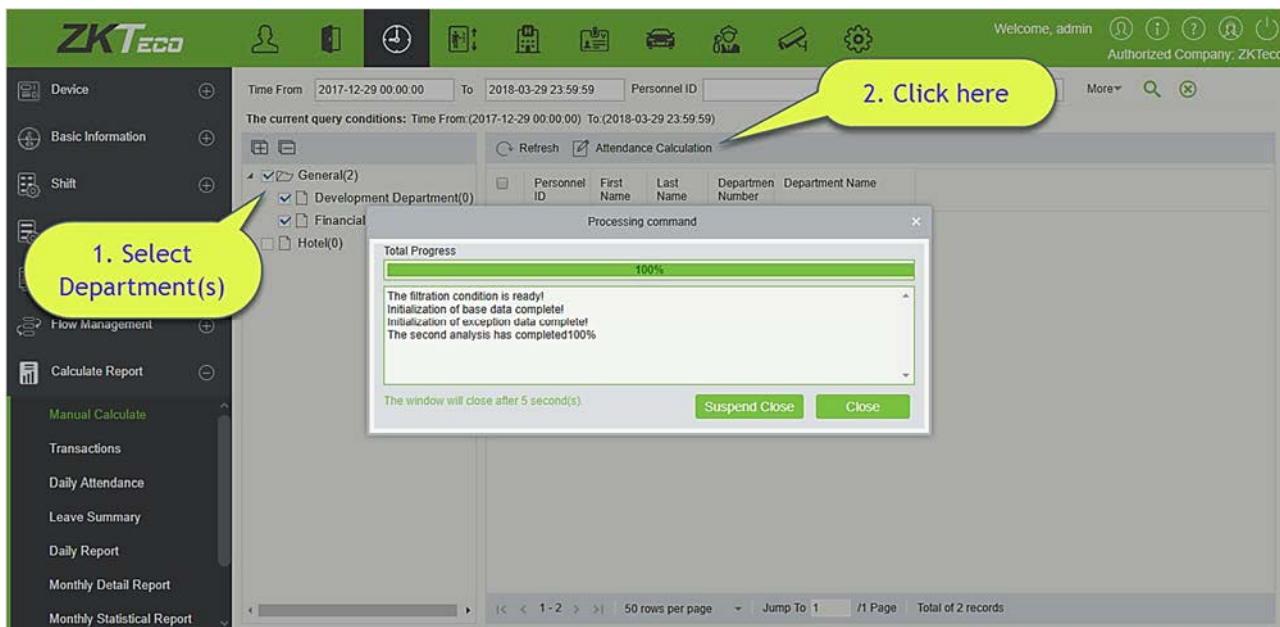 ZKTeco
Welcome, admin
Authorized Company: ZKTeco
Device
Basic Information
Shift
Flow Management
Calculate Report
Manual Calculate
Transactions
Daily Attendance
Leave Summary
Daily Report
Monthly Detail Report
Monthly Statistical Report
Time From 2017-12-29 00:00:00 To 2018-03-29 23:59:59 Personnel ID
More
2. Click here
The current query conditions: Time From:(2017-12-29 00:00:00) To:(2018-03-29 23:59:59)
Refresh Attendance Calculation
General(2)
Development Department(0)
Financial
Hotel(0)
1. Select
Department(s)
Personnel First Last Departmen Department Name
ID Name Name Number
Processing command
Total Progress
100%
The filtration condition is ready!
Initialization of base data complete!
Initialization of exception data complete!
The second analysis has completed100%
The window will close after 5 second(s).
Suspend Close Close
1 - 2 50 rows per page Jump To 1 /1 Page Total of 2 records